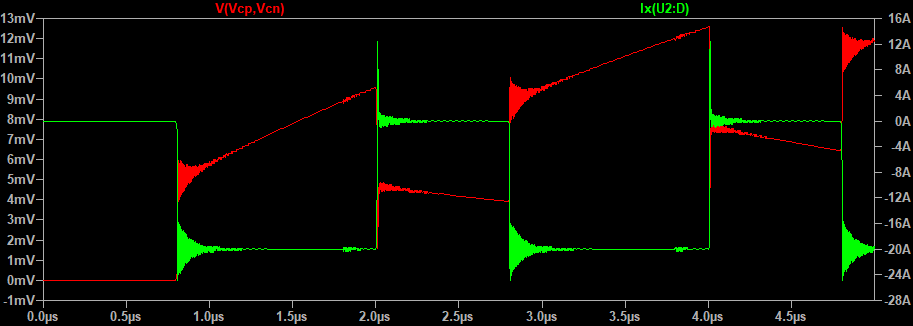 V(Vcp,Vcn) Ix(U2:D)
13mV 16A
12mV 12A
11mV 8A
10mV 4A
9mV 0A
8mV -4A
7mV -8A
6mV -12A
5mV -16A
4mV -20A
3mV -24A
2mV -28A
1mV
0mV
-1mV
0.0µs 0.5µs 1.0µs 1.5µs 2.0µs 2.5µs 3.0µs 3.5µs 4.0µs 4.5µs